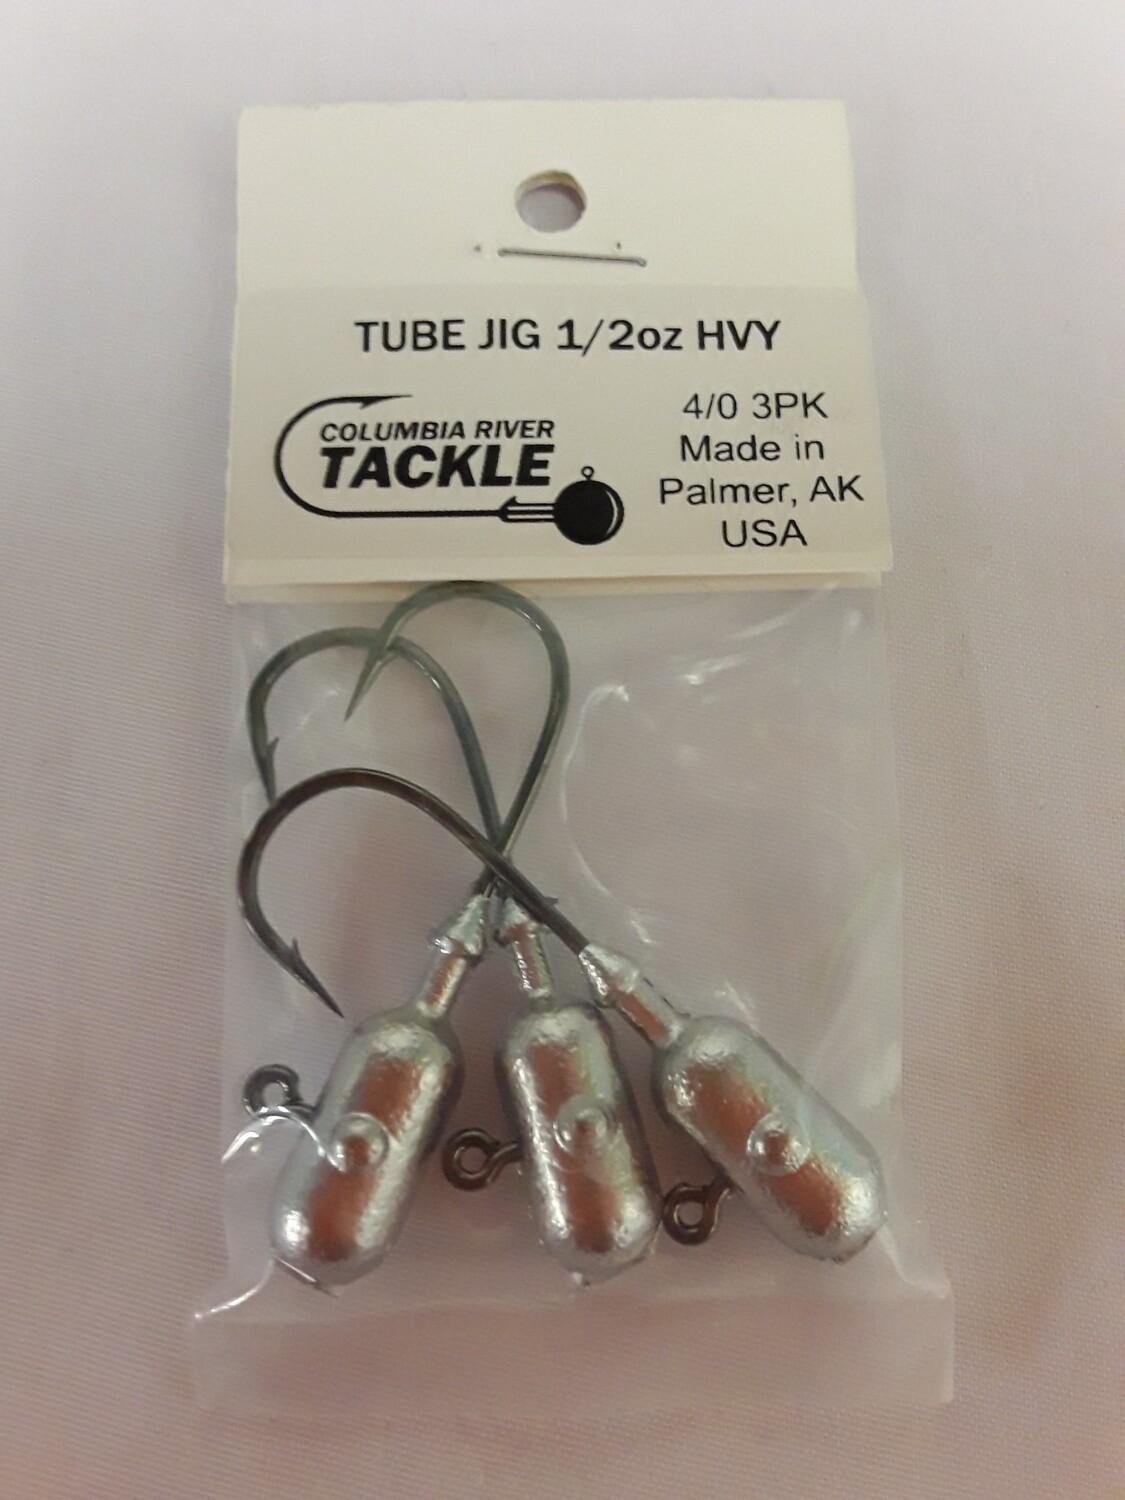 TUBE JIG 1/2oz HVY
COLUMBIA RIVER
TACKLE
4/0 3PK
Made in
Palmer, AK
USA